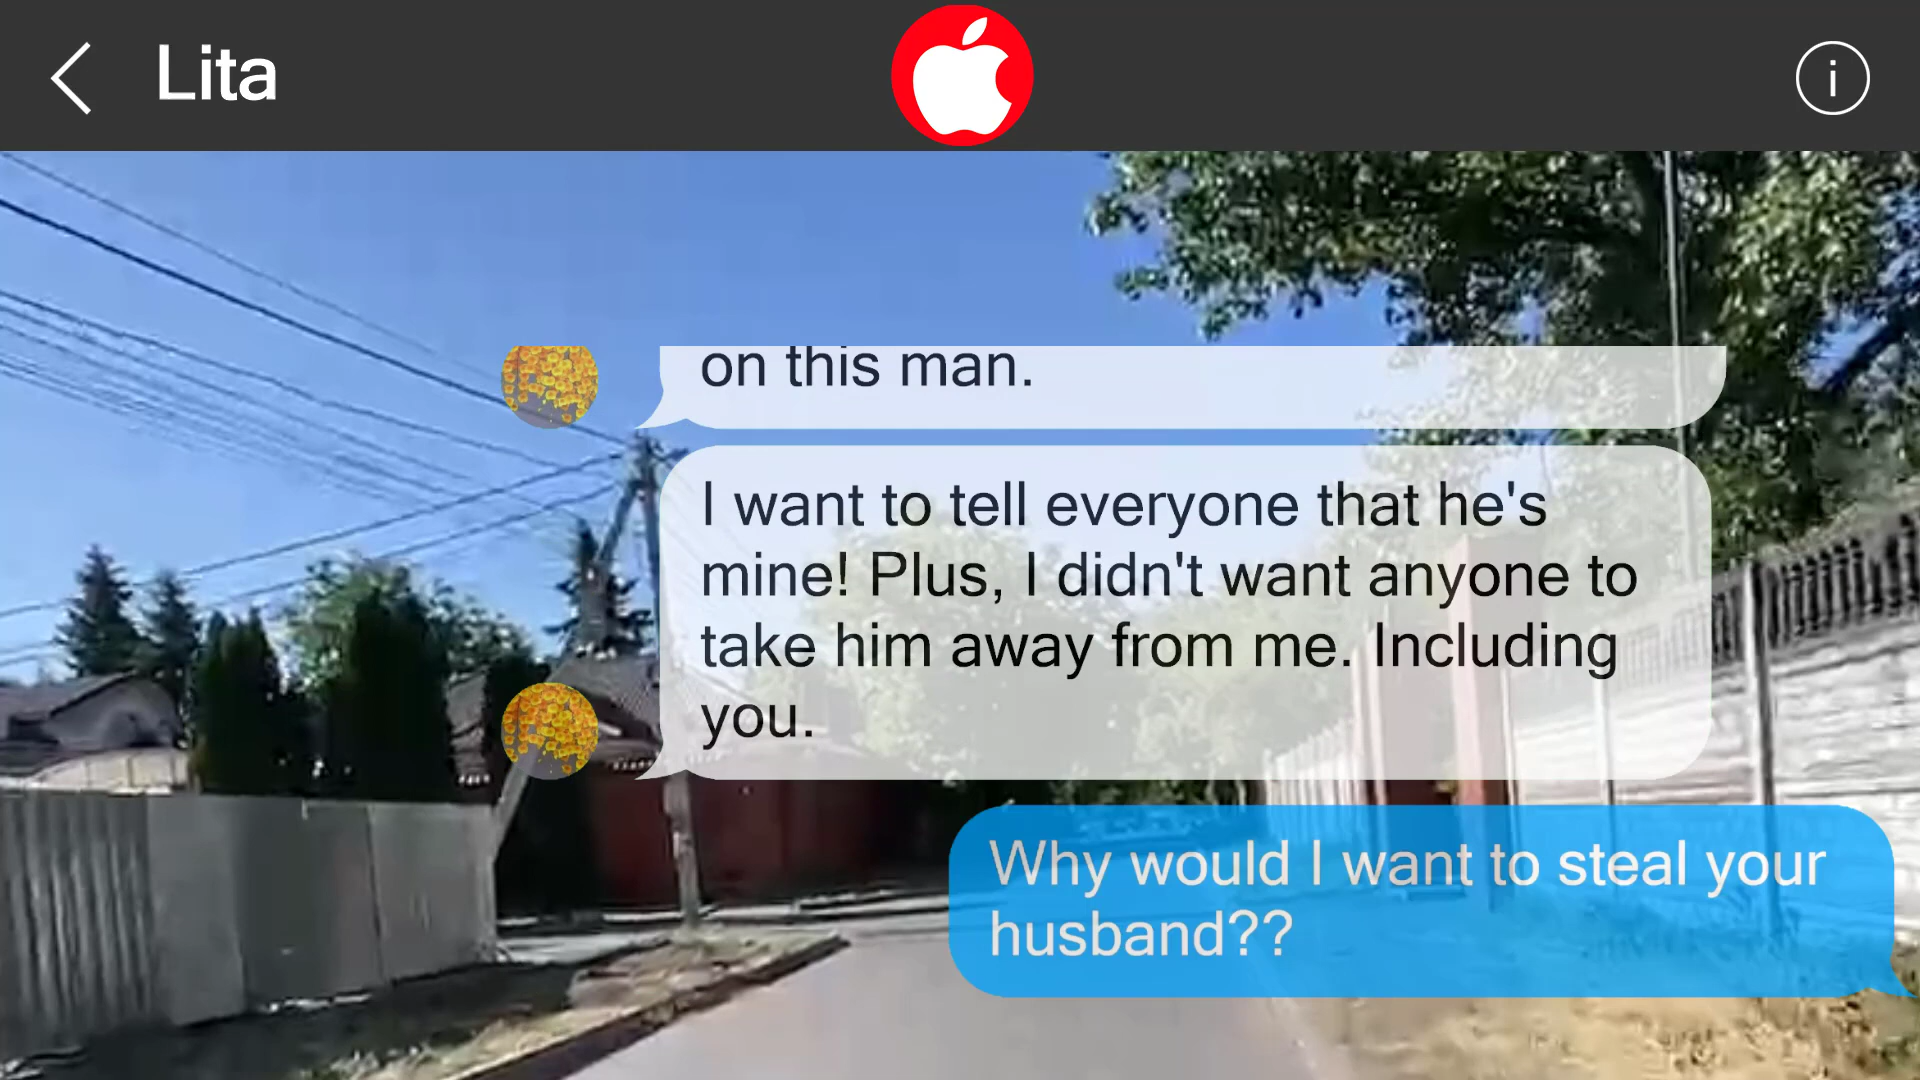 Lita
i
on this man.
I want to tell everyone that he's
mine! Plus, I didn't want anyone to
take him away from me. Including
you.
Why would I want to steal your
husband??